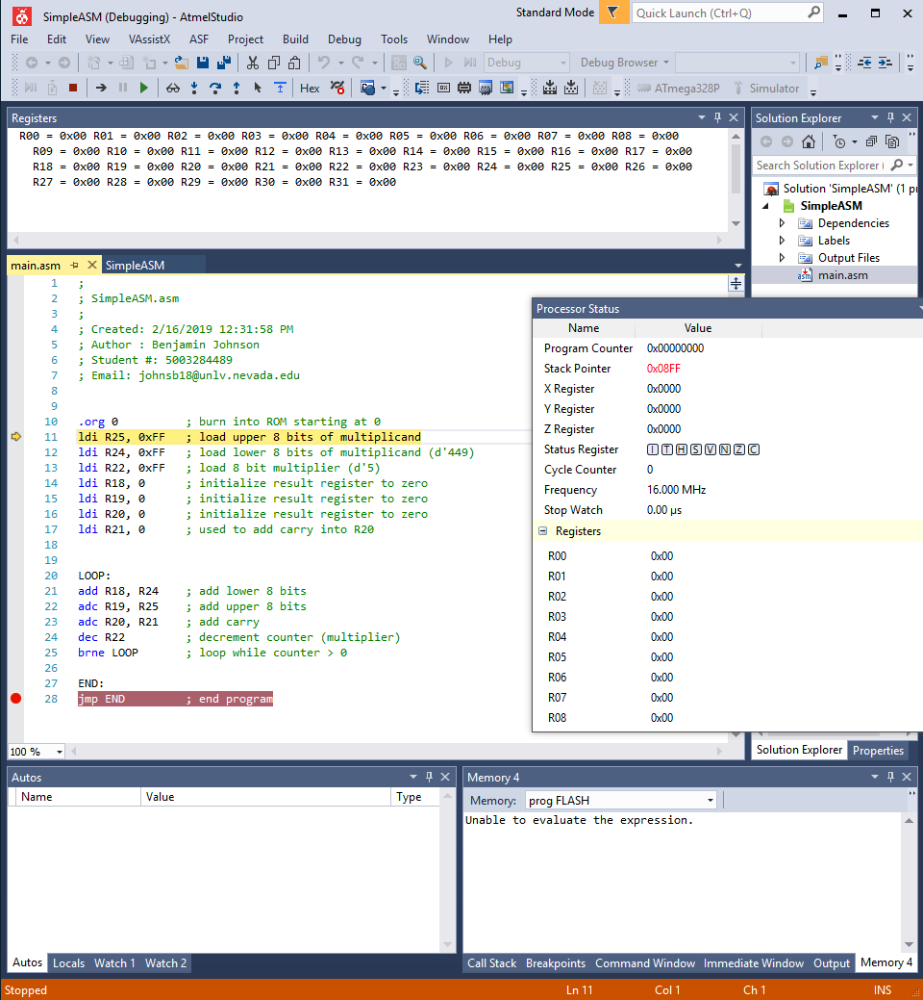 SimpleASM (Debugging) - AtmelStudio
Standard Mode
Quick Launch (Ctrl+Q)
File Edit View VAssistX ASF Project Build Debug Tools Window Help
Debug Debug Browser
Hex ATmega328P Simulator
Registers
R00 = 0x00 R01 = 0x00 R02 = 0x00 R03 = 0x00 R04 = 0x00 R05 = 0x00 R06 = 0x00 R07 = 0x00 R08 = 0x00
R09 = 0x00 R10 = 0x00 R11 = 0x00 R12 = 0x00 R13 = 0x00 R14 = 0x00 R15 = 0x00 R16 = 0x00 R17 = 0x00
R18 = 0x00 R19 = 0x00 R20 = 0x00 R21 = 0x00 R22 = 0x00 R23 = 0x00 R24 = 0x00 R25 = 0x00 R26 = 0x00
R27 = 0x00 R28 = 0x00 R29 = 0x00 R30 = 0x00 R31 = 0x00
Solution Explorer
Search Solution Explorer (
Solution 'SimpleASM' (1 pr
SimpleASM
Dependencies
Labels
Output Files
main.asm
main.asm SimpleASM
1 ;
2 ; SimpleASM.asm
3 ;
4 ; Created: 2/16/2019 12:31:58 PM
5 ; Author : Benjamin Johnson
6 ; Student #: 5003284489
7 ; Email: johnsb18@unlv.nevada.edu
8
9
10 .org 0 ; burn into ROM starting at 0
11 ldi R25, 0xFF ; load upper 8 bits of multiplicand
12 ldi R24, 0xFF ; load lower 8 bits of multiplicand (d'449)
13 ldi R22, 0xFF ; load 8 bit multiplier (d'5)
14 ldi R18, 0 ; initialize result register to zero
15 ldi R19, 0 ; initialize result register to zero
16 ldi R20, 0 ; initialize result register to zero
17 ldi R21, 0 ; used to add carry into R20
18
19
20 LOOP:
21 add R18, R24 ; add lower 8 bits
22 adc R19, R25 ; add upper 8 bits
23 adc R20, R21 ; add carry
24 dec R22 ; decrement counter (multiplier)
25 brne LOOP ; loop while counter > 0
26
27 END:
28 jmp END ; end program
100 %
Processor Status
Name Value
Program Counter 0x00000000
Stack Pointer 0x08FF
X Register 0x0000
Y Register 0x0000
Z Register 0x0000
Status Register I T H S V N Z C
Cycle Counter 0
Frequency 16.000 MHz
Stop Watch 0.00 µs
Registers
R00 0x00
R01 0x00
R02 0x00
R03 0x00
R04 0x00
R05 0x00
R06 0x00
R07 0x00
R08 0x00
Solution Explorer Properties
Autos
Name Value Type
Autos Locals Watch 1 Watch 2
Memory 4
Memory: prog FLASH
Unable to evaluate the expression.
Call Stack Breakpoints Command Window Immediate Window Output Memory 4
Stopped Ln 11 Col 1 Ch 1 INS